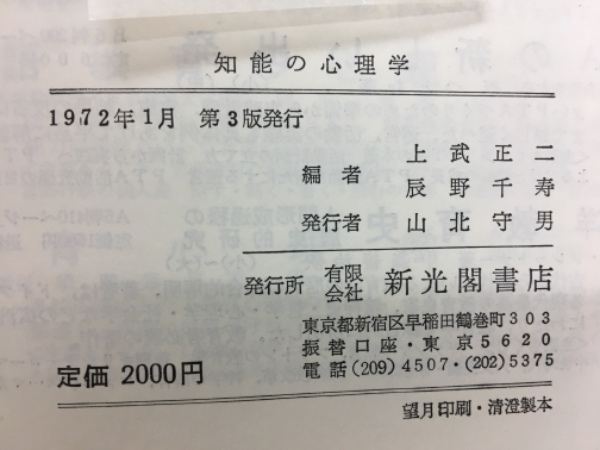 知能の心理学
1972年1月 第3版発行
編者 上武正二
辰野千寿
発行者 山北守男
発行所 有限会社 新光閣書店
東京都新宿区早稲田鶴巻町303
振替口座・東京5620
電話(209)4507・(202)5375
定価 2000円
望月印刷・清澄製本